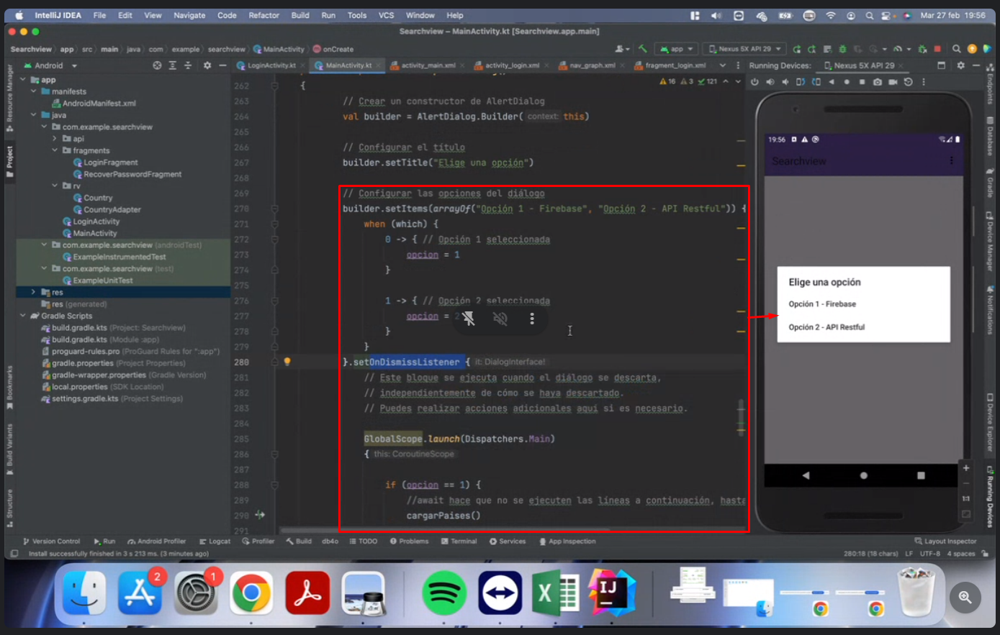 IntelliJ IDEA File Edit View Navigate Code Refactor Build Run Tools VCS Window Help Mar 27 feb 19:56
Searchview – MainActivity.kt [Searchview.app.main]
Searchview app src main java com example searchview MainActivity onCreate app Nexus 5X API 29
Android LoginActivity.kt MainActivity.kt activity_main.xml activity_login.xml nav_graph.xml fragment_login.xml Running Devices: Nexus 5X API 29
Resource Manager
Project
Bookmarks
Build Variants
Structure
app
manifests
AndroidManifest.xml
java
com.example.searchview
api
fragments
LoginFragment
RecoverPasswordFragment
rv
Country
CountryAdapter
LoginActivity
MainActivity
com.example.searchview (androidTest)
ExampleInstrumentedTest
com.example.searchview (test)
ExampleUnitTest
res
res (generated)
Gradle Scripts
build.gradle.kts (Project: Searchview)
build.gradle.kts (Module :app)
proguard-rules.pro (ProGuard Rules for ":app")
gradle.properties (Project Properties)
gradle-wrapper.properties (Gradle Version)
local.properties (SDK Location)
settings.gradle.kts (Project Settings)
16 3 121
262 {
263 // Crear un constructor de AlertDialog
264 val builder = AlertDialog.Builder( context: this)
265
266 // Configurar el título
267 builder.setTitle("Elige una opción")
268
269 // Configurar las opciones del diálogo
270 builder.setItems(arrayOf("Opción 1 - Firebase", "Opción 2 - API Restful")) {
271 when (which) {
272 0 -> { // Opción 1 seleccionada
273 opcion = 1
274 }
275
276 1 -> { // Opción 2 seleccionada
277 opcion = 2
278 }
279 }
280 }.setOnDismissListener { it: DialogInterface!
281 // Este bloque se ejecuta cuando el diálogo se descarta,
282 // independientemente de cómo se haya descartado.
283 // Puedes realizar acciones adicionales aquí si es necesario.
284
285 GlobalScope.launch(Dispatchers.Main)
286 { this: CoroutineScope
287
288 if (opcion == 1) {
289 //await hace que no se ejecuten las líneas a continuación, hasta
290 cargarPaises()
291
19:56
Searchview
Elige una opción
Opción 1 - Firebase
Opción 2 - API Restful
1:1
Endpoints
Database
Gradle
Device Manager
Notifications
Device Explorer
Running Devices
Version Control Run Android Profiler Logcat Profiler Build db4o TODO Problems Terminal Services App Inspection Layout Inspector
Install successfully finished in 3 s 213 ms. (3 minutes ago) 280:18 (18 chars) LF UTF-8 4 spaces
2
1
IJ